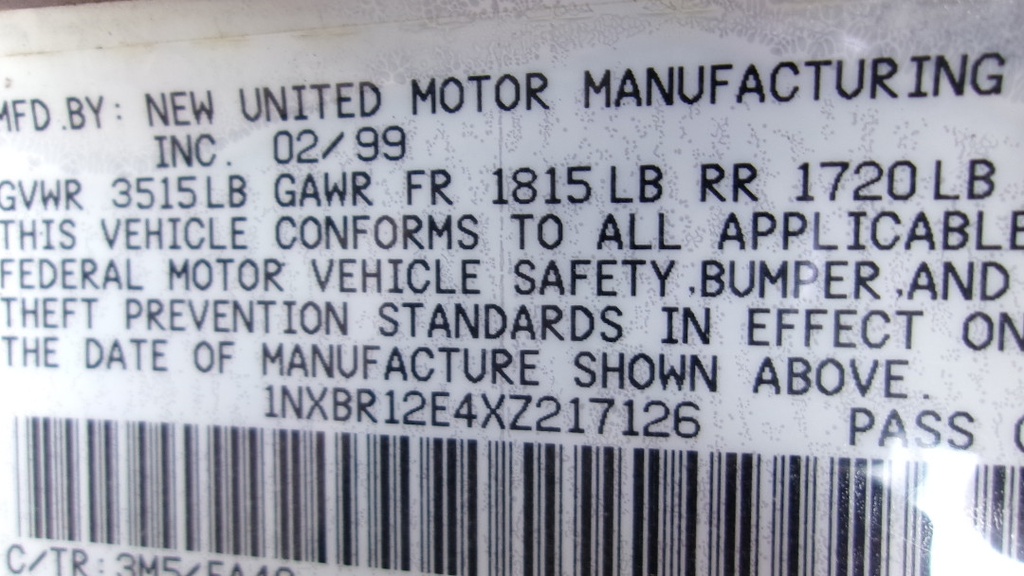 MFD.BY: NEW UNITED MOTOR MANUFACTURING
INC. 02/99
GVWR 3515LB GAWR FR 1815LB RR 1720LB
THIS VEHICLE CONFORMS TO ALL APPLICABLE
FEDERAL MOTOR VEHICLE SAFETY,BUMPER,AND
THEFT PREVENTION STANDARDS IN EFFECT ON
THE DATE OF MANUFACTURE SHOWN ABOVE.
1NXBR12E4XZ217126 PASS
C/TR: